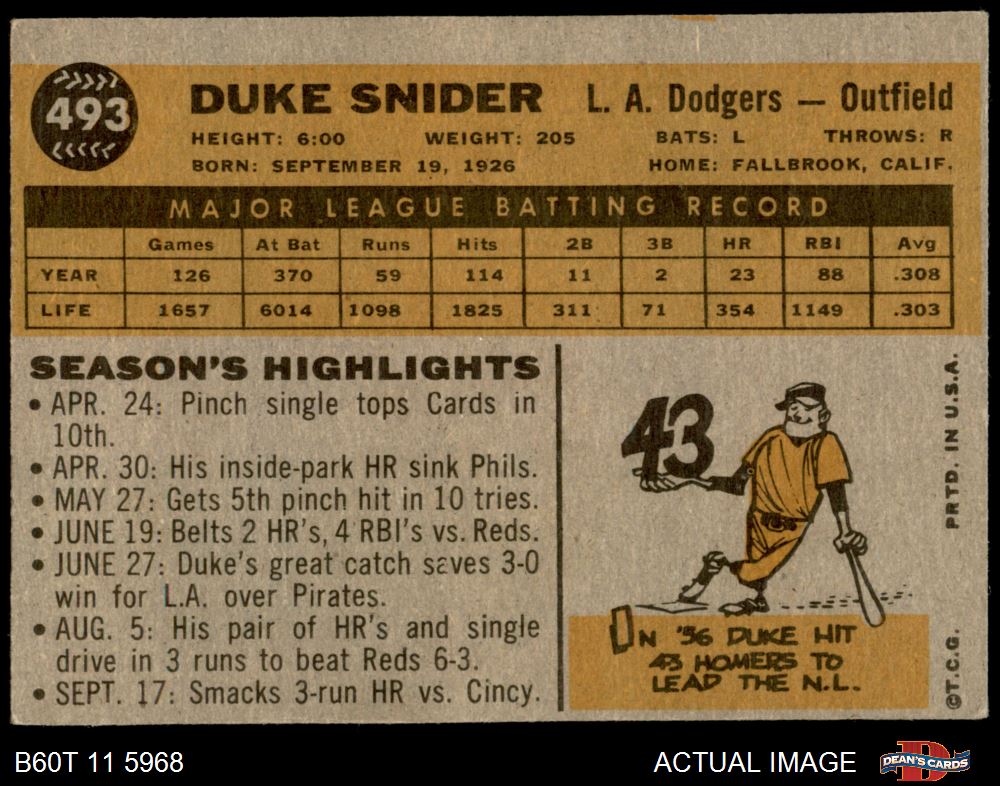 493
DUKE SNIDER L. A. Dodgers — Outfield
HEIGHT: 6:00 WEIGHT: 205 BATS: L THROWS: R
BORN: SEPTEMBER 19, 1926 HOME: FALLBROOK, CALIF.
MAJOR LEAGUE BATTING RECORD
Games At Bat Runs Hits 2B 3B HR RBI Avg
YEAR 126 370 59 114 11 2 23 88 .308
LIFE 1657 6014 1098 1825 311 71 354 1149 .303
SEASON'S HIGHLIGHTS
• APR. 24: Pinch single tops Cards in
10th.
• APR. 30: His inside-park HR sink Phils.
• MAY 27: Gets 5th pinch hit in 10 tries.
• JUNE 19: Belts 2 HR's, 4 RBI's vs. Reds.
• JUNE 27: Duke's great catch saves 3-0
win for L.A. over Pirates.
• AUG. 5: His pair of HR's and single
drive in 3 runs to beat Reds 6-3.
• SEPT. 17: Smacks 3-run HR vs. Cincy.
43
IN '56 DUKE HIT
43 HOMERS TO
LEAD THE N.L.
©T.C.G. PRTD. IN U.S.A.
B60T 11 5968 ACTUAL IMAGE
D
DEAN'S CARDS